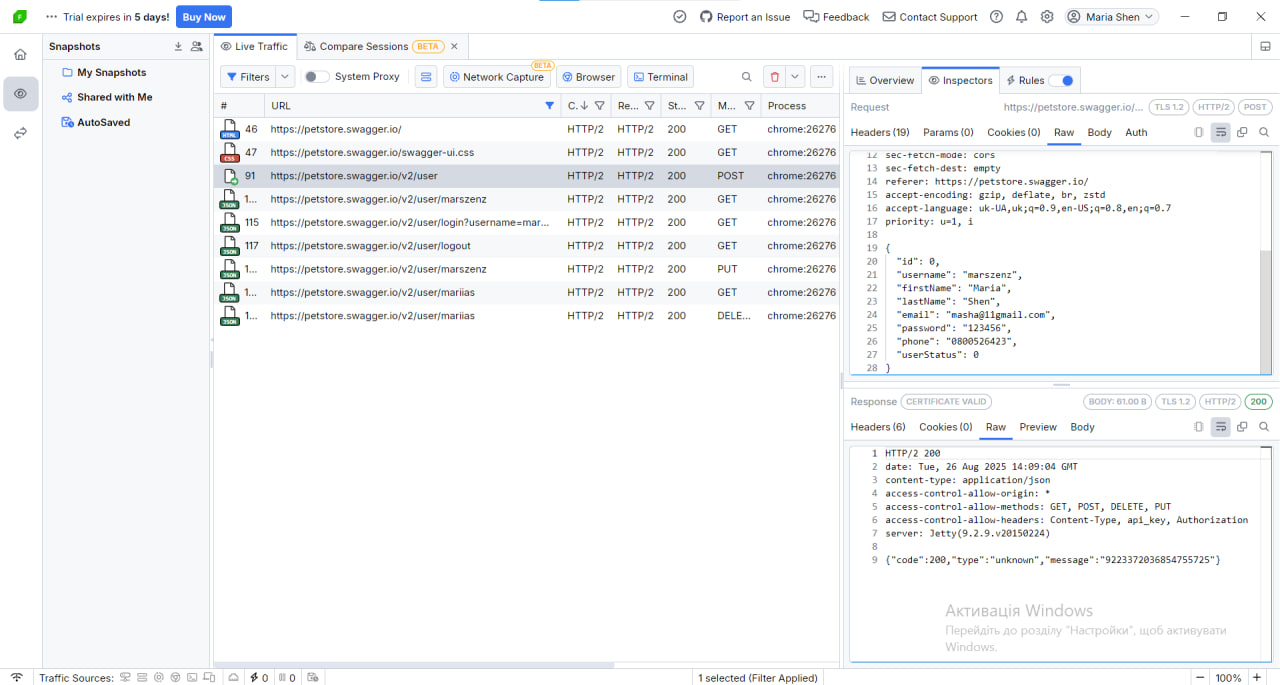 Trial expires in 5 days! Buy Now
Report an Issue Feedback Contact Support Maria Shen
Snapshots
My Snapshots
Shared with Me
AutoSaved
Live Traffic Compare Sessions BETA
Filters System Proxy Network Capture BETA Browser Terminal
# URL C. Re... St... M... Process
HTML 46 https://petstore.swagger.io/ HTTP/2 HTTP/2 200 GET chrome:26276
CSS 47 https://petstore.swagger.io/swagger-ui.css HTTP/2 HTTP/2 200 GET chrome:26276
91 https://petstore.swagger.io/v2/user HTTP/2 HTTP/2 200 POST chrome:26276
JSON 1... https://petstore.swagger.io/v2/user/marszenz HTTP/2 HTTP/2 200 GET chrome:26276
JSON 115 https://petstore.swagger.io/v2/user/login?username=mar... HTTP/2 HTTP/2 200 GET chrome:26276
JSON 117 https://petstore.swagger.io/v2/user/logout HTTP/2 HTTP/2 200 GET chrome:26276
JSON 1... https://petstore.swagger.io/v2/user/marszenz HTTP/2 HTTP/2 200 PUT chrome:26276
JSON 1... https://petstore.swagger.io/v2/user/mariias HTTP/2 HTTP/2 200 GET chrome:26276
JSON 1... https://petstore.swagger.io/v2/user/mariias HTTP/2 HTTP/2 200 DELE... chrome:26276
Overview Inspectors Rules
Request https://petstore.swagger.io/... TLS 1.2 HTTP/2 POST
Headers (19) Params (0) Cookies (0) Raw Body Auth
12 sec-fetch-mode: cors
13 sec-fetch-dest: empty
14 referer: https://petstore.swagger.io/
15 accept-encoding: gzip, deflate, br, zstd
16 accept-language: uk-UA,uk;q=0.9,en-US;q=0.8,en;q=0.7
17 priority: u=1, i
18
19 {
20 "id": 0,
21 "username": "marszenz",
22 "firstName": "Maria",
23 "lastName": "Shen",
24 "email": "masha@11gmail.com",
25 "password": "123456",
26 "phone": "0800526423",
27 "userStatus": 0
28 }
Response CERTIFICATE VALID BODY: 61.00 B TLS 1.2 HTTP/2 200
Headers (6) Cookies (0) Raw Preview Body
1 HTTP/2 200
2 date: Tue, 26 Aug 2025 14:09:04 GMT
3 content-type: application/json
4 access-control-allow-origin: *
5 access-control-allow-methods: GET, POST, DELETE, PUT
6 access-control-allow-headers: Content-Type, api_key, Authorization
7 server: Jetty(9.2.9.v20150224)
8
9 {"code":200,"type":"unknown","message":"9223372036854755725"}
Активація Windows
Перейдіть до розділу "Настройки", щоб активувати
Windows.
Traffic Sources: 0 0 1 selected (Filter Applied) 100%